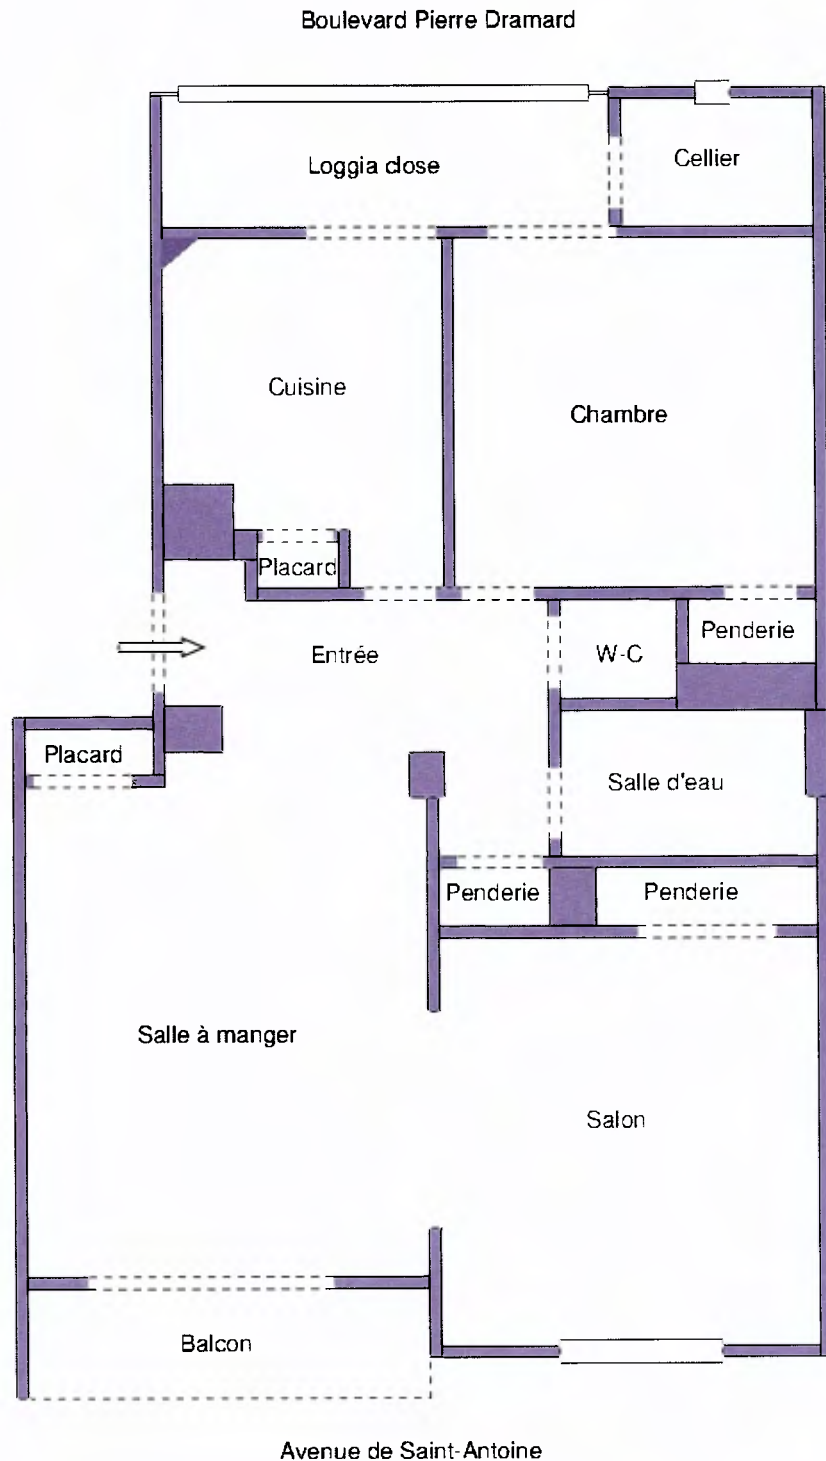 Boulevard Pierre Dramard
Loggia close
Cellier
Cuisine
Chambre
Placard
Entrée
W-C
Penderie
Placard
Salle d'eau
Penderie
Penderie
Salle à manger
Salon
Balcon
Avenue de Saint-Antoine